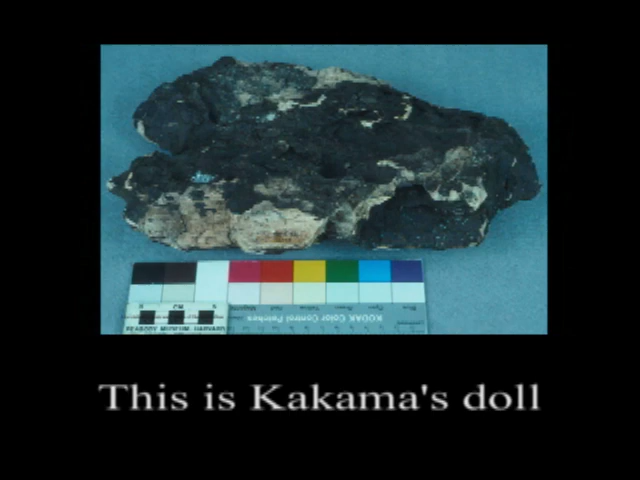 PEABODY MUSEUM HARVARD
KODAK Color Control Patches
This is Kakama's doll